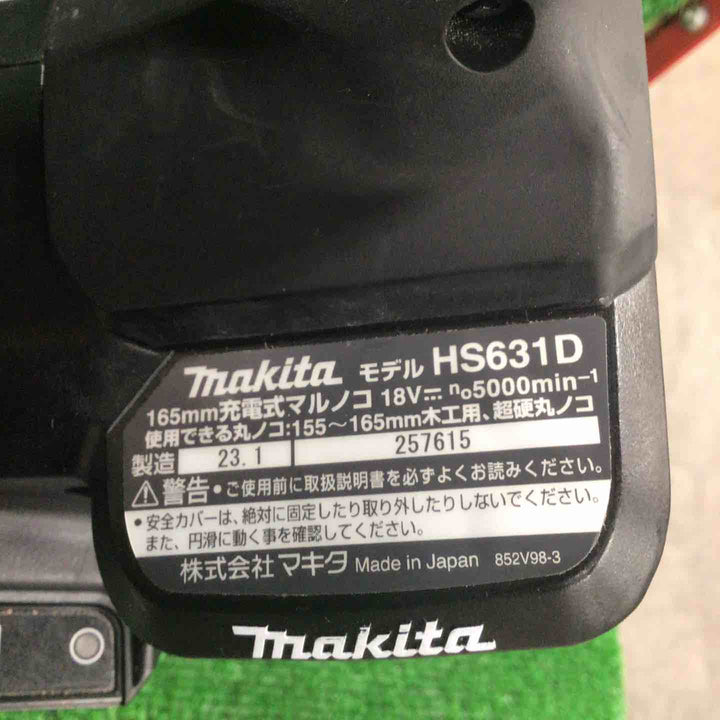 makita モデル HS631D
165mm充電式マルノコ 18V⎓ n₀5000min⁻¹
使用できる丸ノコ:155～165mm木工用、超硬丸ノコ
製造 23.1 257615
⚠警告●ご使用前に取扱説明書を必ずよくお読みください。
●安全カバーは、絶対に固定したり取り外したりしないでください。
また、円滑に動く事を確認してください。
株式会社マキタ Made in Japan 852V98-3
makita